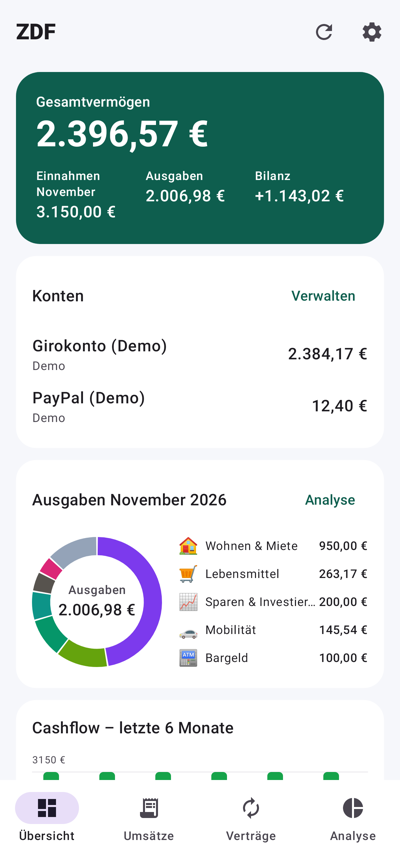 ZDF
Gesamtvermögen
2.396,57 €
Einnahmen November
3.150,00 €
Ausgaben
2.006,98 €
Bilanz
+1.143,02 €
Konten
Verwalten
Girokonto (Demo)
Demo
2.384,17 €
PayPal (Demo)
Demo
12,40 €
Ausgaben November 2026
Analyse
Ausgaben
2.006,98 €
Wohnen & Miete 950,00 €
Lebensmittel 263,17 €
Sparen & Investier… 200,00 €
Mobilität 145,54 €
ATM
Bargeld 100,00 €
Cashflow – letzte 6 Monate
3150 €
Übersicht
Umsätze
Verträge
Analyse